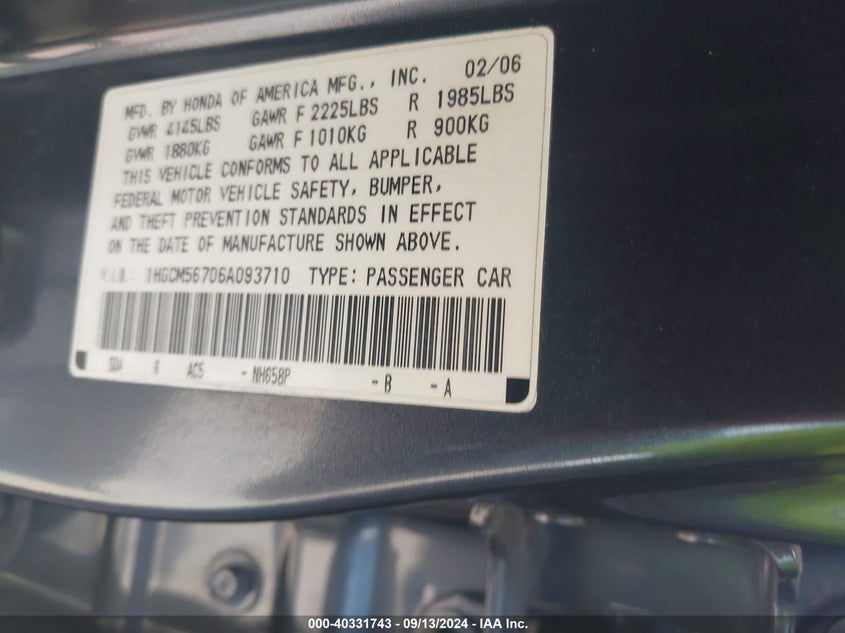 MFD. BY HONDA OF AMERICA MFG., INC. 02/06
GVWR 4145LBS GAWR F 2225LBS R 1985LBS
GVWR 1880KG GAWR F 1010KG R 900KG
THIS VEHICLE CONFORMS TO ALL APPLICABLE
FEDERAL MOTOR VEHICLE SAFETY, BUMPER,
AND THEFT PREVENTION STANDARDS IN EFFECT
ON THE DATE OF MANUFACTURE SHOWN ABOVE.
V.I.N.: 1HGCM56706A093710 TYPE: PASSENGER CAR
SDA 6 AC5 -NH658P -B -A
000-40331743 - 09/13/2024 - IAA Inc.